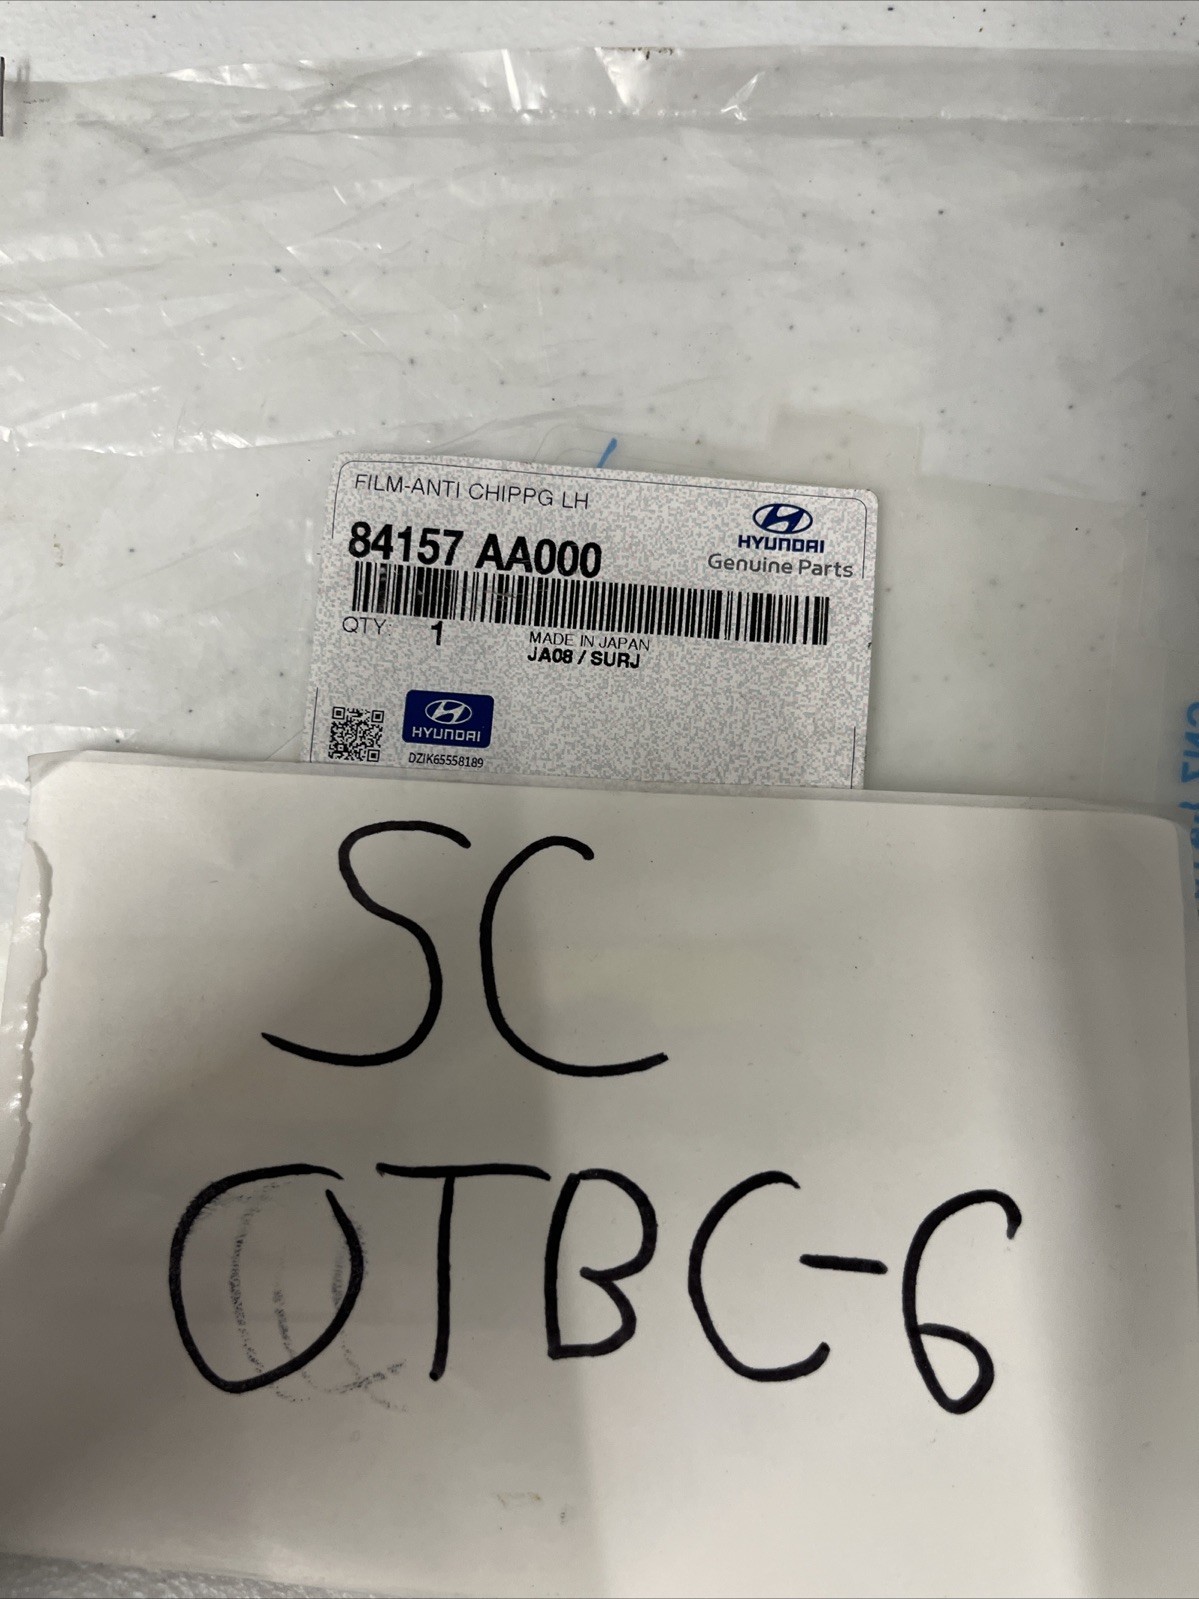 FILM-ANTI CHIPPG LH
84157 AA000
HYUNDAI
Genuine Parts
QTY 1
MADE IN JAPAN
JA08 / SURJ
HYUNDAI
DZIK65558189
SC
OTBC-6